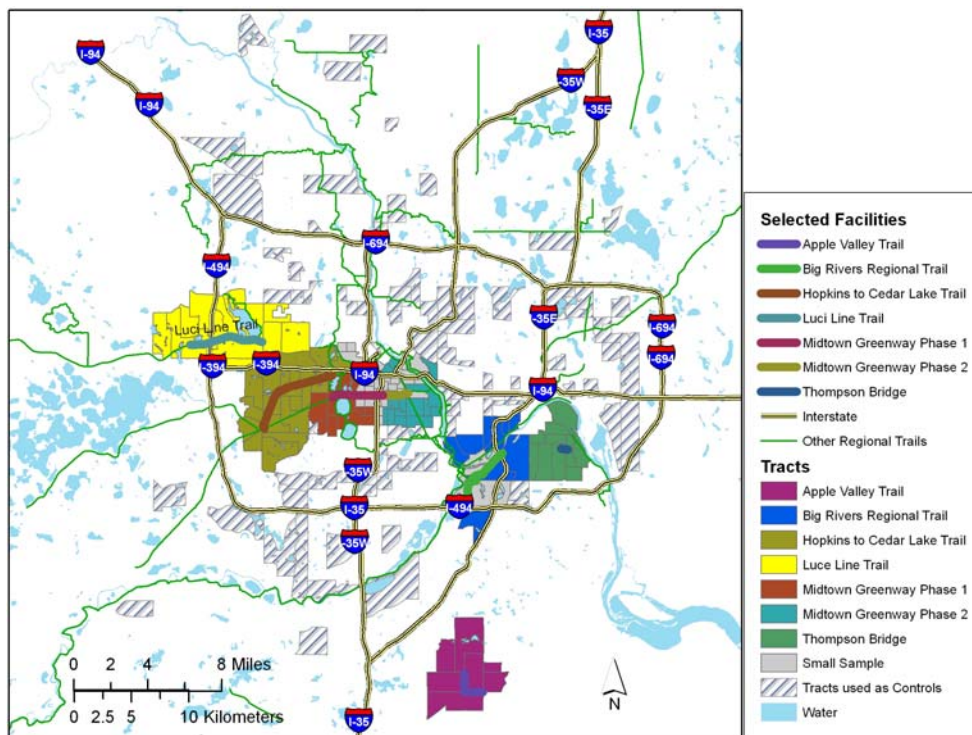 I-94
I-94
I-35
I-35W
I-35E
I-694
I-494
I-35E
I-694
I-694
Luci Line Trail
I-394
I-394
I-94
I-94
I-35W
I-35
I-494
I-35W
I-35
0 2 4 8 Miles
0 2.5 5 10 Kilometers
N
Selected Facilities
Apple Valley Trail
Big Rivers Regional Trail
Hopkins to Cedar Lake Trail
Luci Line Trail
Midtown Greenway Phase 1
Midtown Greenway Phase 2
Thompson Bridge
Interstate
Other Regional Trails
Tracts
Apple Valley Trail
Big Rivers Regional Trail
Hopkins to Cedar Lake Trail
Luce Line Trail
Midtown Greenway Phase 1
Midtown Greenway Phase 2
Thompson Bridge
Small Sample
Tracts used as Controls
Water